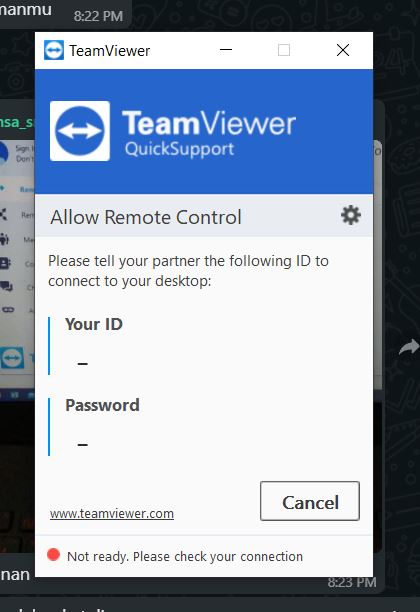 manmu
8:22 PM
TeamViewer
TeamViewer
QuickSupport
Allow Remote Control
Please tell your partner the following ID to
connect to your desktop:
Your ID
–
Password
–
www.teamviewer.com
Cancel
Not ready. Please check your connection
nan
8:23 PM